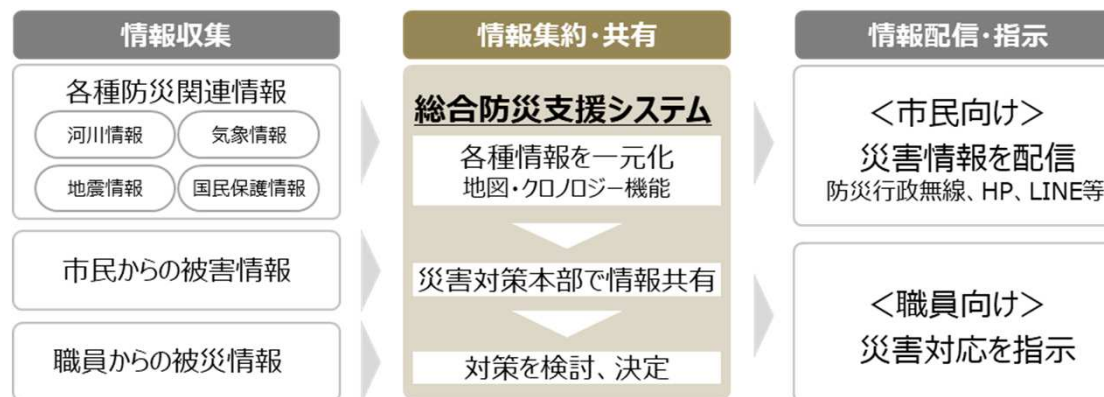 情報収集
各種防災関連情報
河川情報
気象情報
地震情報
国民保護情報
市民からの被害情報
職員からの被災情報
情報集約・共有
総合防災支援システム
各種情報を一元化
地図・クロノロジー機能
災害対策本部で情報共有
対策を検討、決定
情報配信・指示
＜市民向け＞
災害情報を配信
防災行政無線、HP、LINE等
＜職員向け＞
災害対応を指示